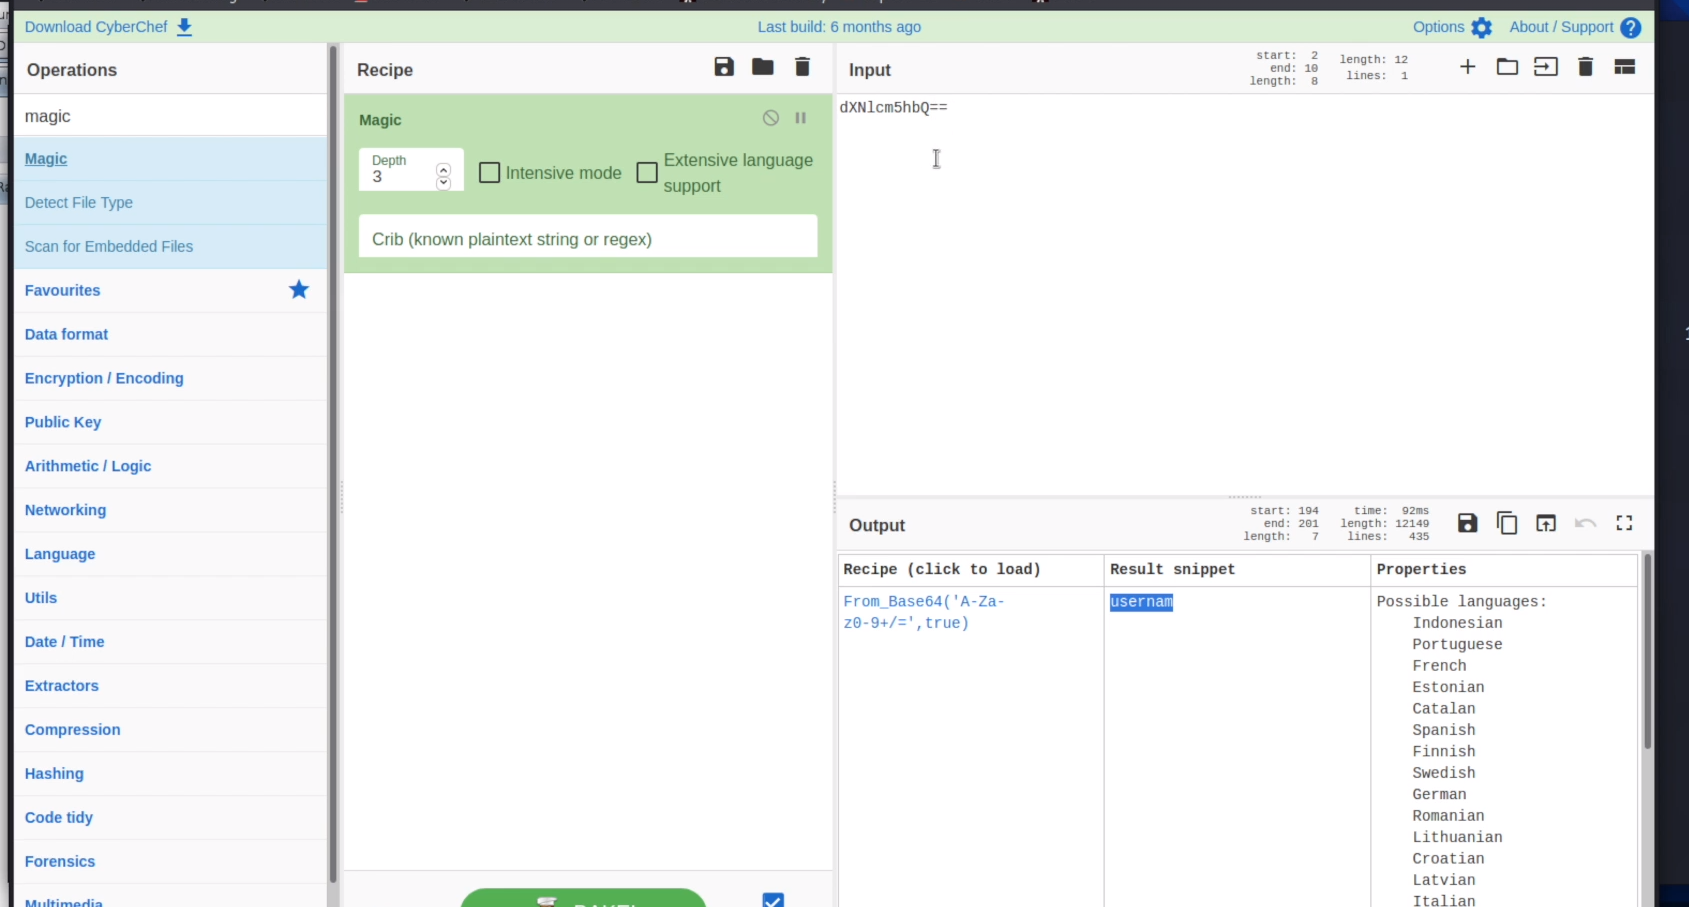 Download CyberChef
Last build: 6 months ago
Options
About / Support
Operations
magic
Magic
Detect File Type
Scan for Embedded Files
Favourites
Data format
Encryption / Encoding
Public Key
Arithmetic / Logic
Networking
Language
Utils
Date / Time
Extractors
Compression
Hashing
Code tidy
Forensics
Multimedia
Recipe
Magic
Depth
3
Intensive mode
Extensive language
support
Crib (known plaintext string or regex)
Input
start: 2
end: 10
length: 8
length: 12
lines: 1
dXNlcm5hbQ==
Output
start: 194
end: 201
length: 7
time: 92ms
length: 12149
lines: 435
Recipe (click to load)
Result snippet
Properties
From_Base64('A-Za-
z0-9+/=',true)
usernam
Possible languages:
Indonesian
Portuguese
French
Estonian
Catalan
Spanish
Finnish
Swedish
German
Romanian
Lithuanian
Croatian
Latvian
Italian